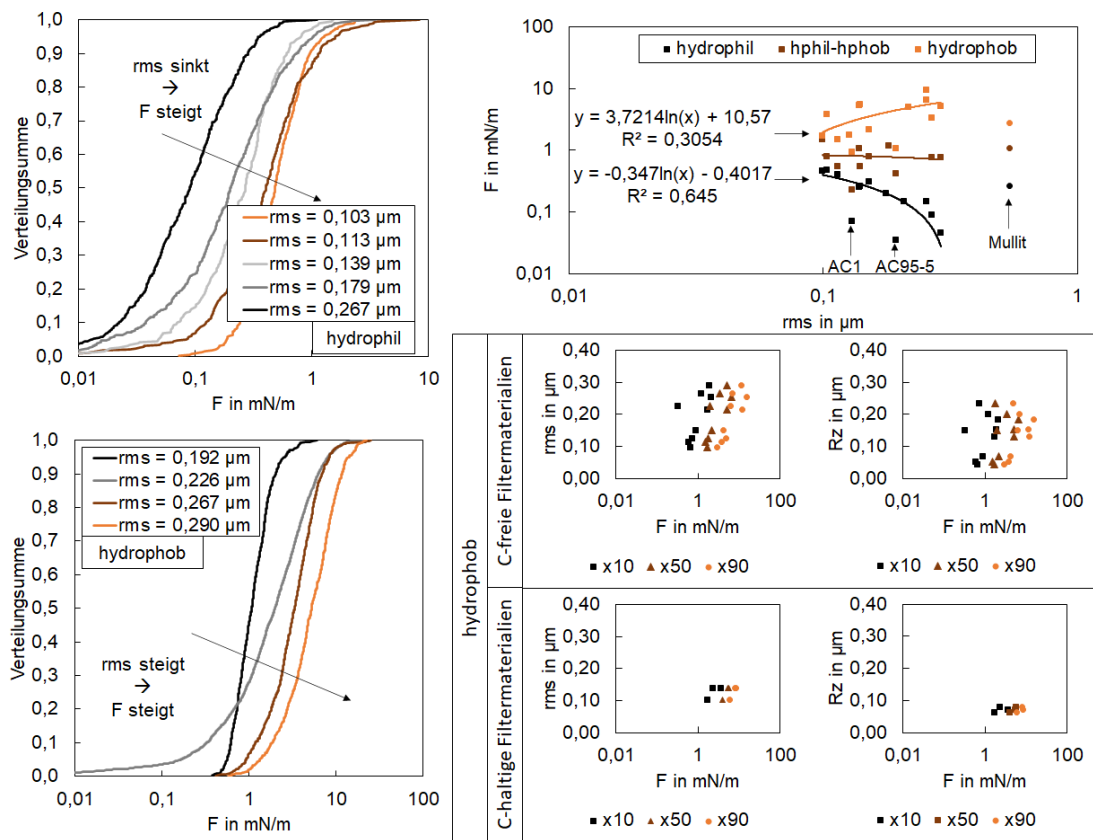 1,0
0,9
0,8
0,7
0,6
0,5
0,4
0,3
0,2
0,1
0,0
Verteilungssumme
rms sinkt
→
F steigt
rms = 0,103 µm
rms = 0,113 µm
rms = 0,139 µm
rms = 0,179 µm
rms = 0,267 µm
hydrophil
0,01 0,1 1 10
F in mN/m
100
10
1
0,1
0,01
F in mN/m
hydrophil hphil-hphob hydrophob
y = 3,7214ln(x) + 10,57
R² = 0,3054
y = -0,347ln(x) - 0,4017
R² = 0,645
AC1 AC95-5 Mullit
0,01 0,1 1
rms in µm
1,0
0,9
0,8
0,7
0,6
0,5
0,4
0,3
0,2
0,1
0,0
Verteilungssumme
rms = 0,192 µm
rms = 0,226 µm
rms = 0,267 µm
rms = 0,290 µm
hydrophob
rms steigt
→
F steigt
0,01 0,1 1 10 100
F in mN/m
hydrophob
C-freie Filtermaterialien
0,40
0,30
0,20
0,10
0,00
rms in µm
0,01 1 100
F in mN/m
x10 x50 x90
0,40
0,30
0,20
0,10
0,00
Rz in µm
0,01 1 100
F in mN/m
x10 x50 x90
C-haltige Filtermaterialien
0,40
0,30
0,20
0,10
0,00
rms in µm
0,01 1 100
F in mN/m
x10 x50 x90
0,40
0,30
0,20
0,10
0,00
Rz in µm
0,01 1 100
F in mN/m
x10 x50 x90